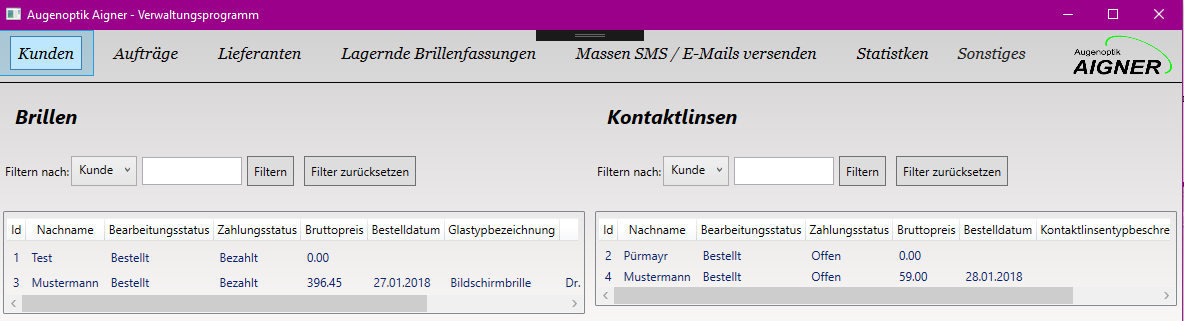 Augenoptik Aigner - Verwaltungsprogramm
Kunden Aufträge Lieferanten Lagernde Brillenfassungen Massen SMS / E-Mails versenden Statistken Sonstiges
Augenoptik
AIGNER
Brillen
Filtern nach: Kunde Filtern Filter zurücksetzen
Id Nachname Bearbeitungsstatus Zahlungsstatus Bruttopreis Bestelldatum Glastypbezeichnung
1 Test Bestellt Bezahlt 0.00
3 Mustermann Bestellt Bezahlt 396.45 27.01.2018 Bildschirmbrille Dr.
Kontaktlinsen
Filtern nach: Kunde Filtern Filter zurücksetzen
Id Nachname Bearbeitungsstatus Zahlungsstatus Bruttopreis Bestelldatum Kontaktlinsentypbeschre
2 Pürmayr Bestellt Offen 0.00
4 Mustermann Bestellt Offen 59.00 28.01.2018